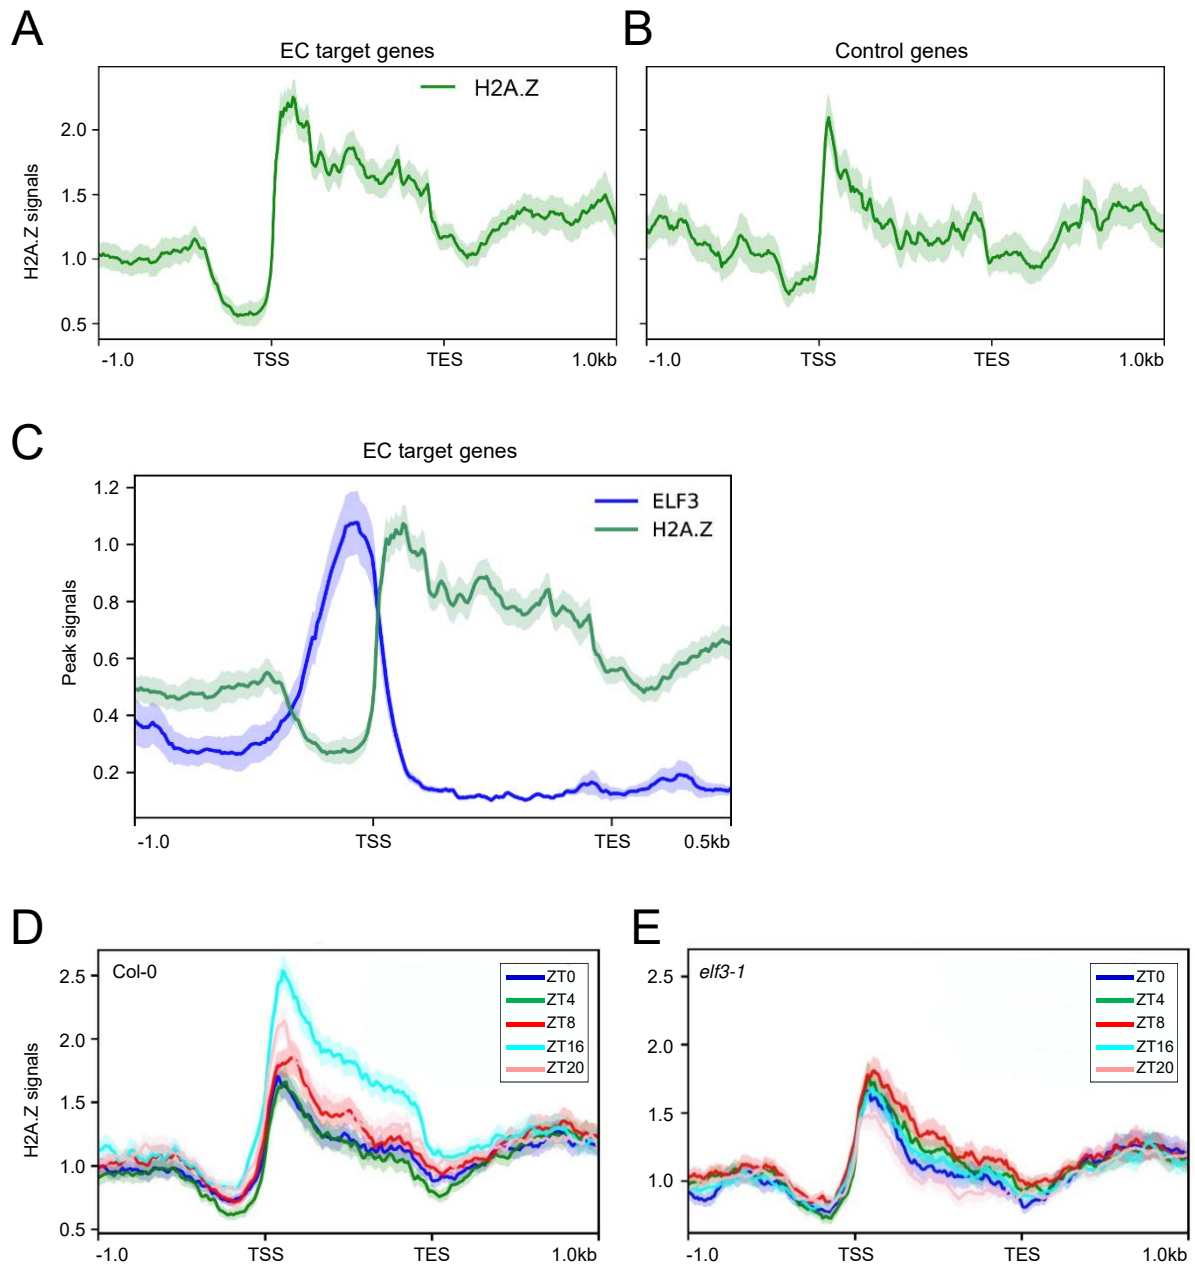 A
B
EC target genes
Control genes
H2A.Z
H2A.Z signals
2.0
1.5
1.0
0.5
-1.0 TSS TES 1.0kb
-1.0 TSS TES 1.0kb
C
EC target genes
ELF3
H2A.Z
Peak signals
1.2
1.0
0.8
0.6
0.4
0.2
-1.0 TSS TES 0.5kb
D
Col-0
ZT0
ZT4
ZT8
ZT16
ZT20
H2A.Z signals
2.5
2.0
1.5
1.0
0.5
-1.0 TSS TES 1.0kb
E
elf3-1
ZT0
ZT4
ZT8
ZT16
ZT20
2.5
2.0
1.5
1.0
-1.0 TSS TES 1.0kb